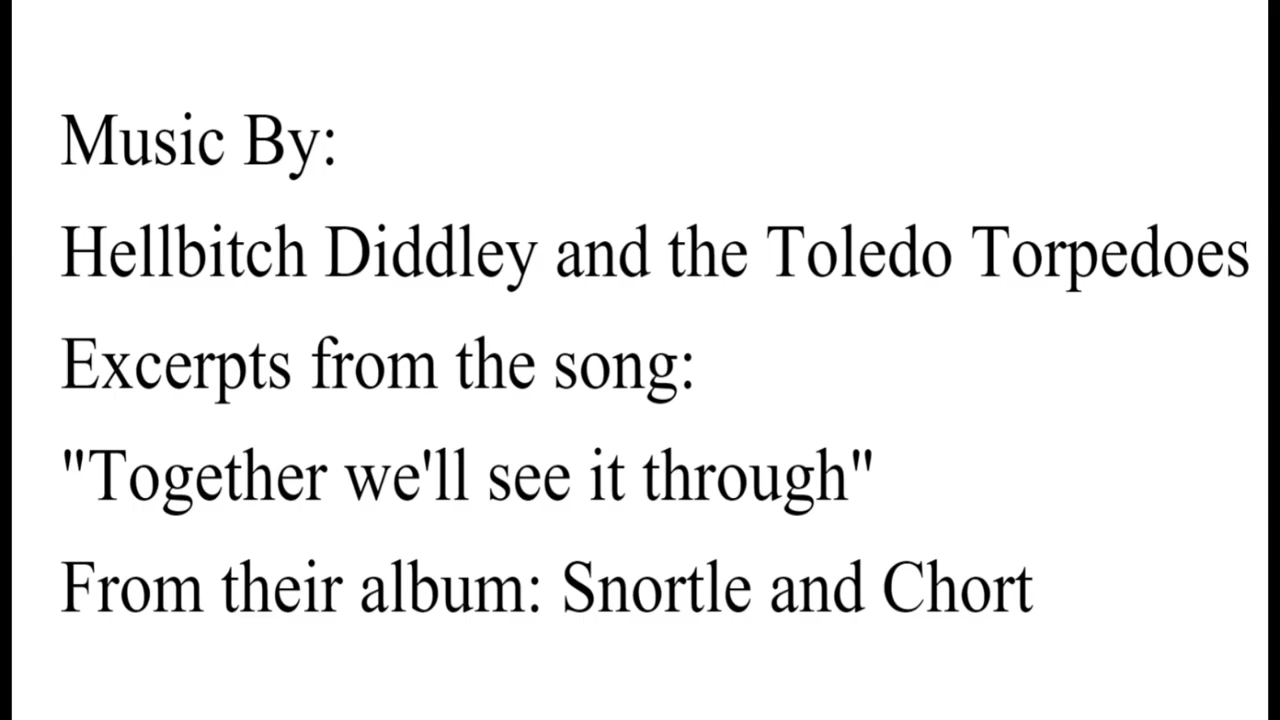 Music By:
Hellbitch Diddley and the Toledo Torpedoes
Excerpts from the song:
"Together we'll see it through"
From their album: Snortle and Chort